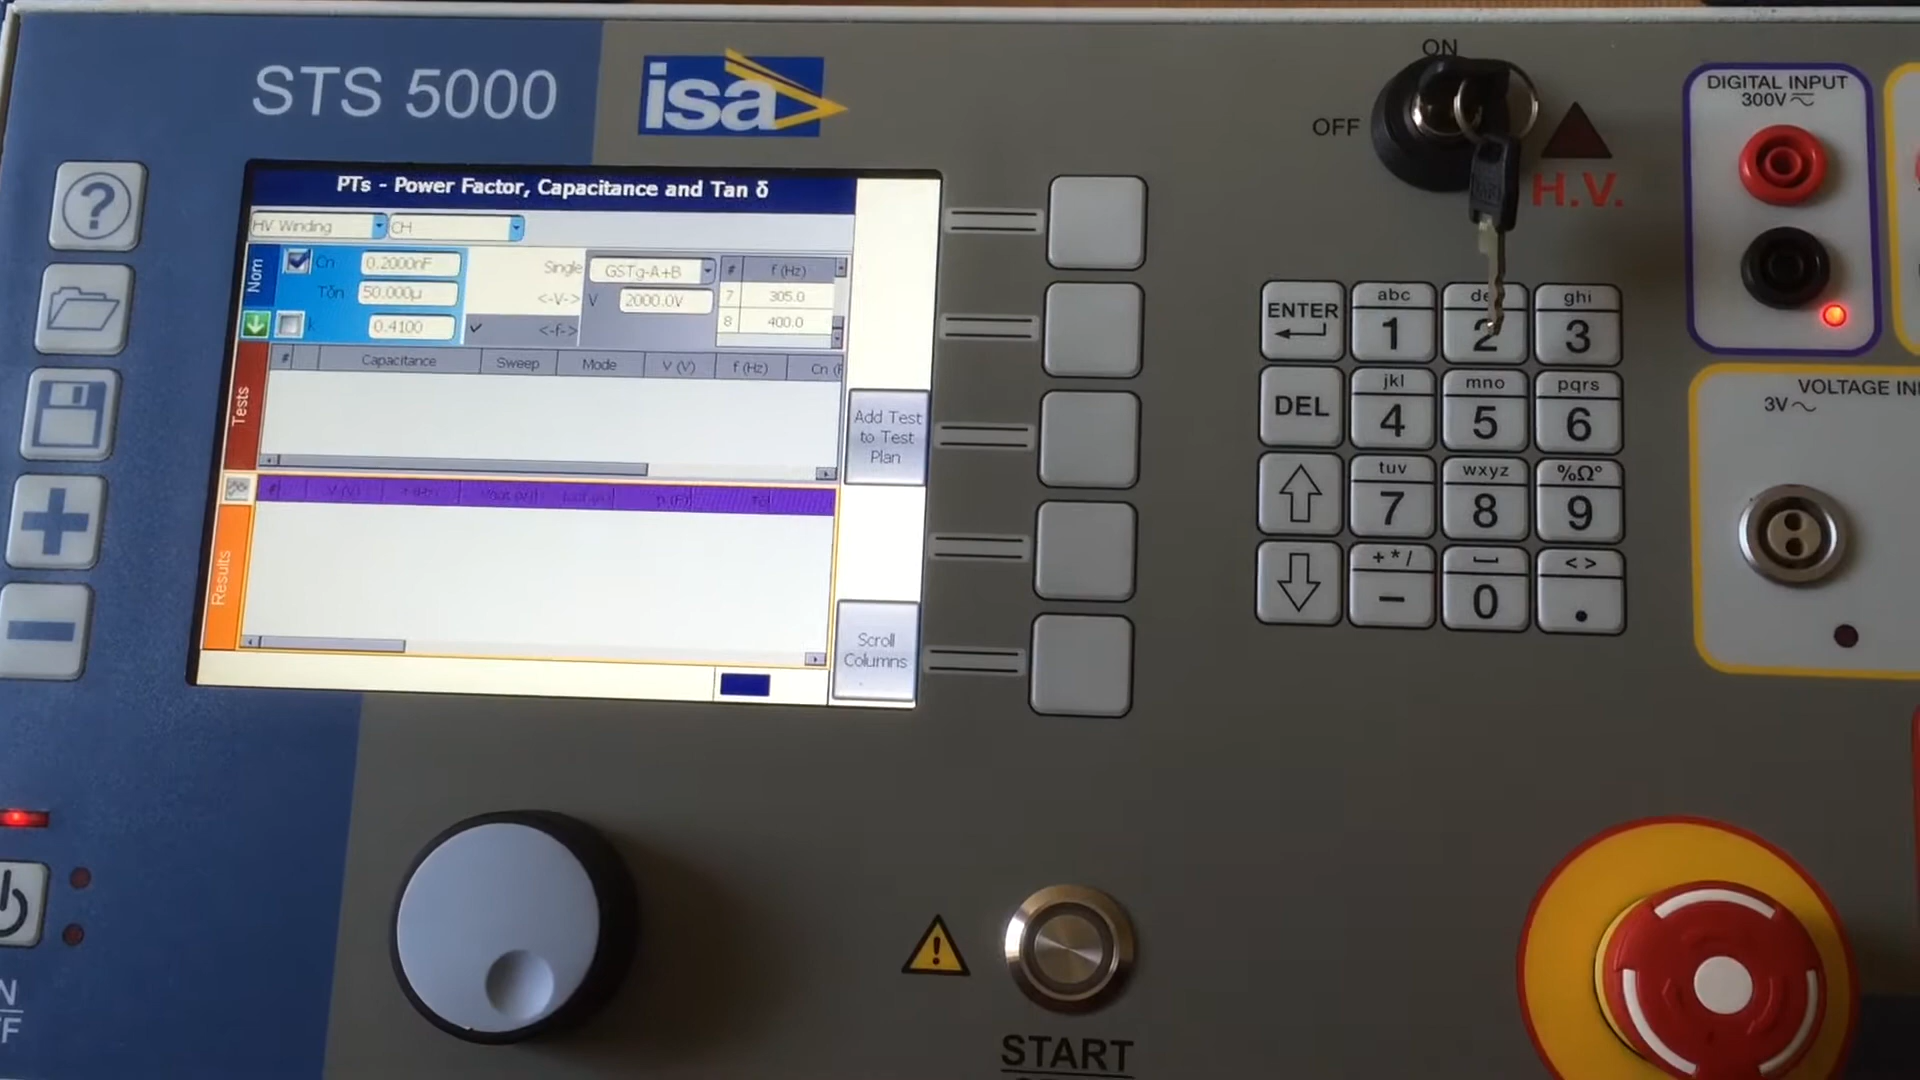 STS 5000
isa
ON
OFF
H.V.
DIGITAL INPUT
300V
PTs - Power Factor, Capacitance and Tan δ
HV Winding CH
Nom
Cn 0.2000nF
Tδn 50.000µ
k 0.4100
Single GSTg-A+B
<-V-> V 2000.0V
<-f->
# f (Hz)
7 305.0
8 400.0
Tests
# Capacitance Sweep Mode V (V) f (Hz) Cn (F
Add Test
to Test
Plan
Results
# V (V)
Scroll
Columns
ENTER
abc
1
2
ghi
3
DEL
jkl
4
mno
5
pqrs
6
tuv
7
wxyz
8
%Ω°
9
+ * /
-
0
< >
.
VOLTAGE IN
3V
?
!
START